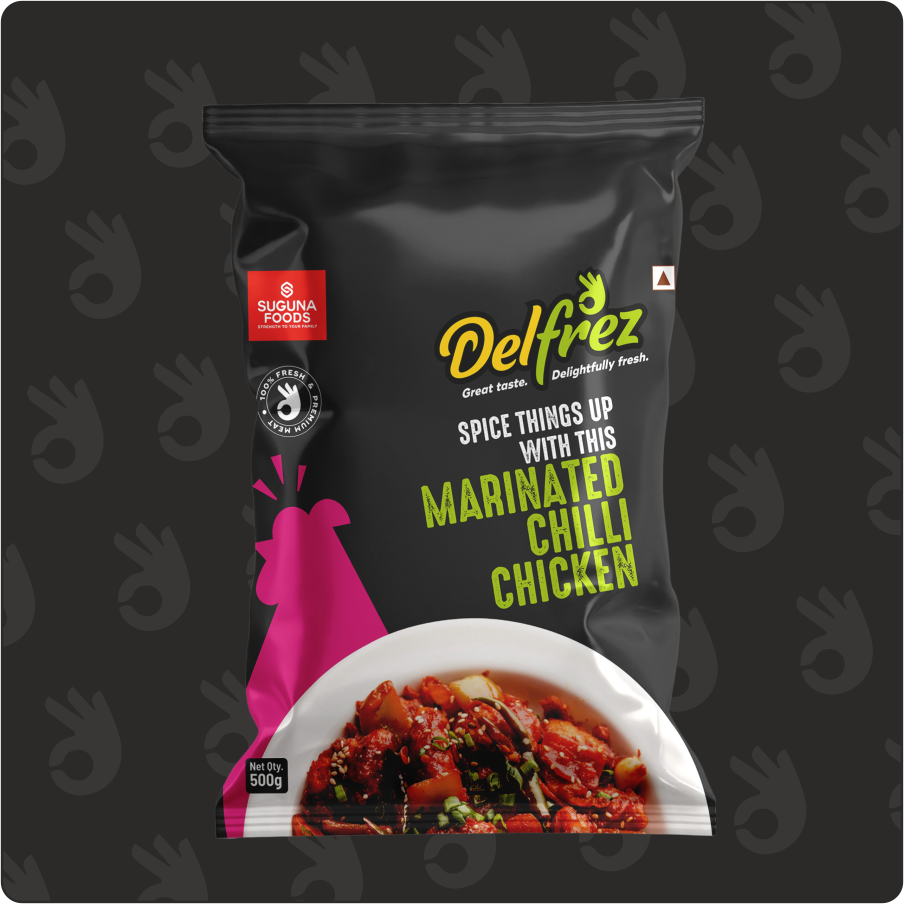 SUGUNA
FOODS
STRENGTH TO YOUR FAMILY
100% FRESH & PREMIUM MEAT
Delfrez
Great taste. Delightfully fresh.
SPICE THINGS UP
WITH THIS
MARINATED
CHILLI
CHICKEN
Net Qty.
500g